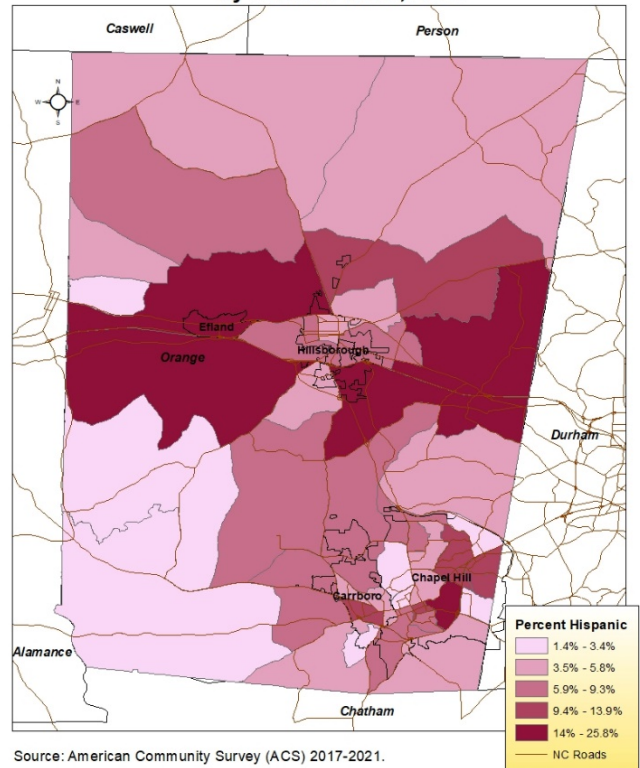 Caswell
Person
N
W E
S
Efland
Hillsborough
Orange
Durham
Chapel Hill
Carrboro
Alamance
Chatham
Percent Hispanic
1.4% - 3.4%
3.5% - 5.8%
5.9% - 9.3%
9.4% - 13.9%
14% - 25.8%
NC Roads
Source: American Community Survey (ACS) 2017-2021.